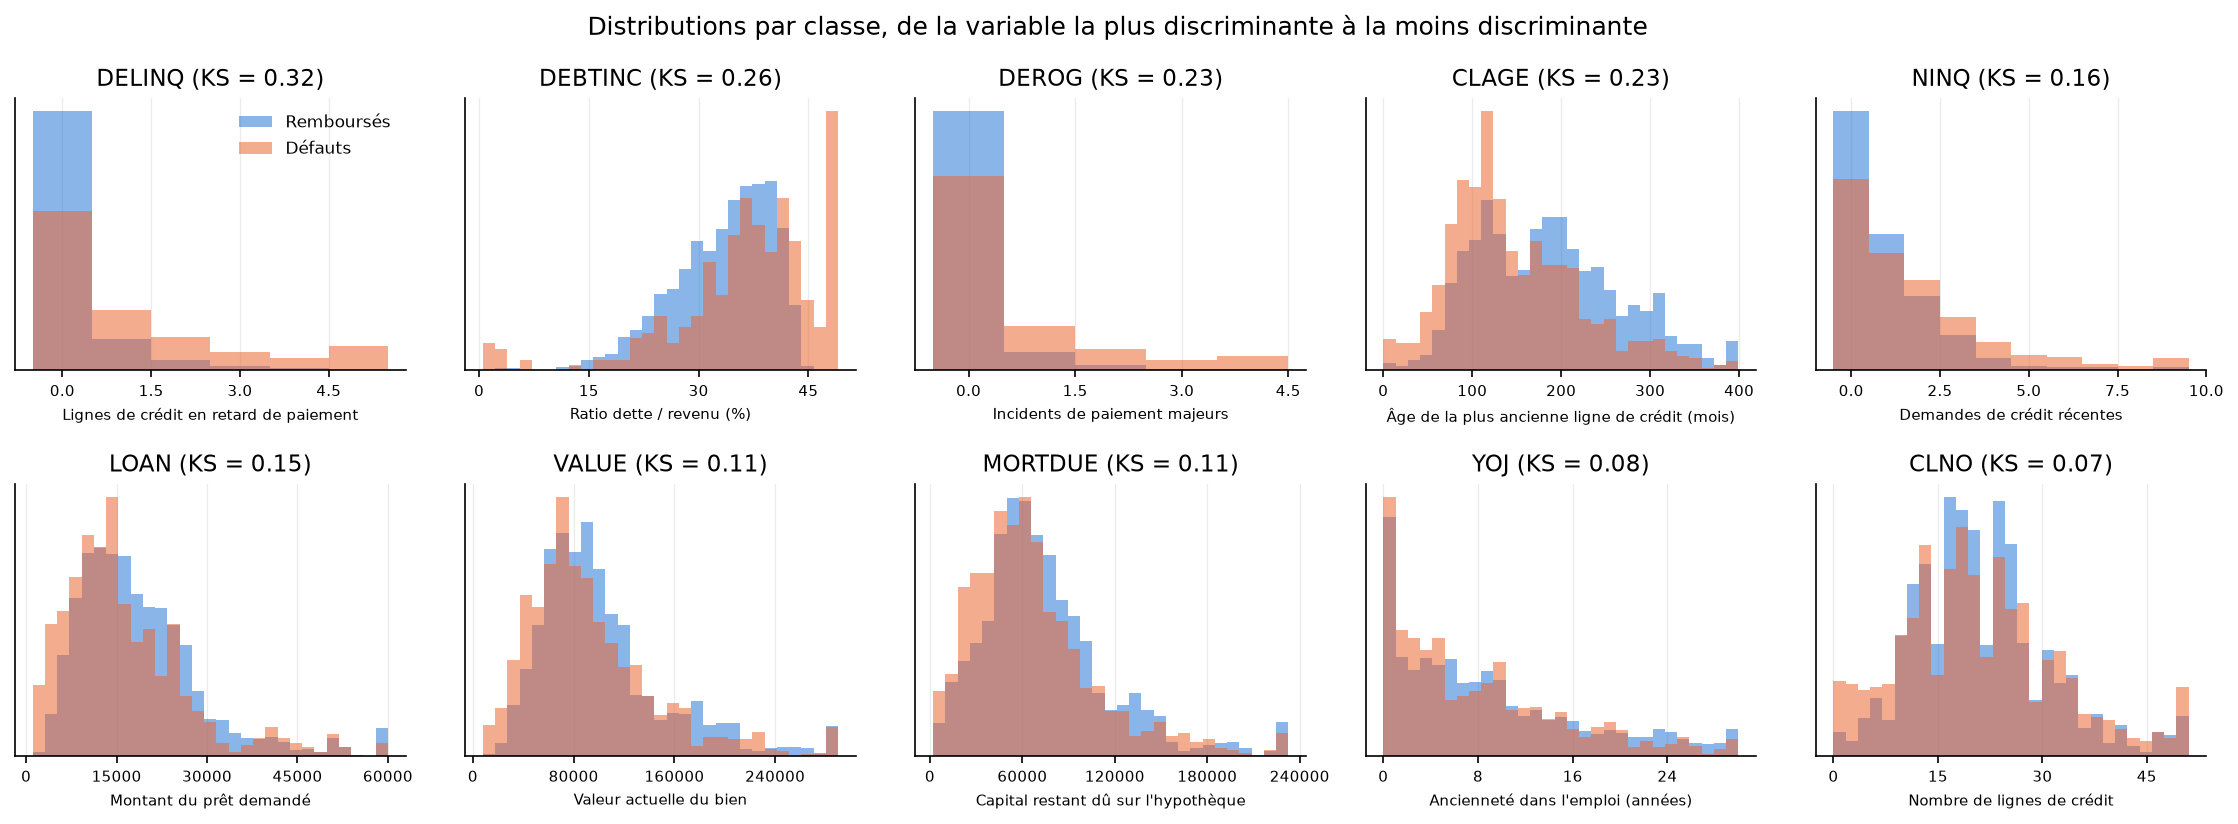 Distributions par classe, de la variable la plus discriminante à la moins discriminante
DELINQ (KS = 0.32)
Remboursés
Défauts
0.0 1.5 3.0 4.5
Lignes de crédit en retard de paiement
DEBTINC (KS = 0.26)
0 15 30 45
Ratio dette / revenu (%)
DEROG (KS = 0.23)
0.0 1.5 3.0 4.5
Incidents de paiement majeurs
CLAGE (KS = 0.23)
0 100 200 300 400
Âge de la plus ancienne ligne de crédit (mois)
NINQ (KS = 0.16)
0.0 2.5 5.0 7.5 10.0
Demandes de crédit récentes
LOAN (KS = 0.15)
0 15000 30000 45000 60000
Montant du prêt demandé
VALUE (KS = 0.11)
0 80000 160000 240000
Valeur actuelle du bien
MORTDUE (KS = 0.11)
0 60000 120000 180000 240000
Capital restant dû sur l'hypothèque
YOJ (KS = 0.08)
0 8 16 24
Ancienneté dans l'emploi (années)
CLNO (KS = 0.07)
0 15 30 45
Nombre de lignes de crédit